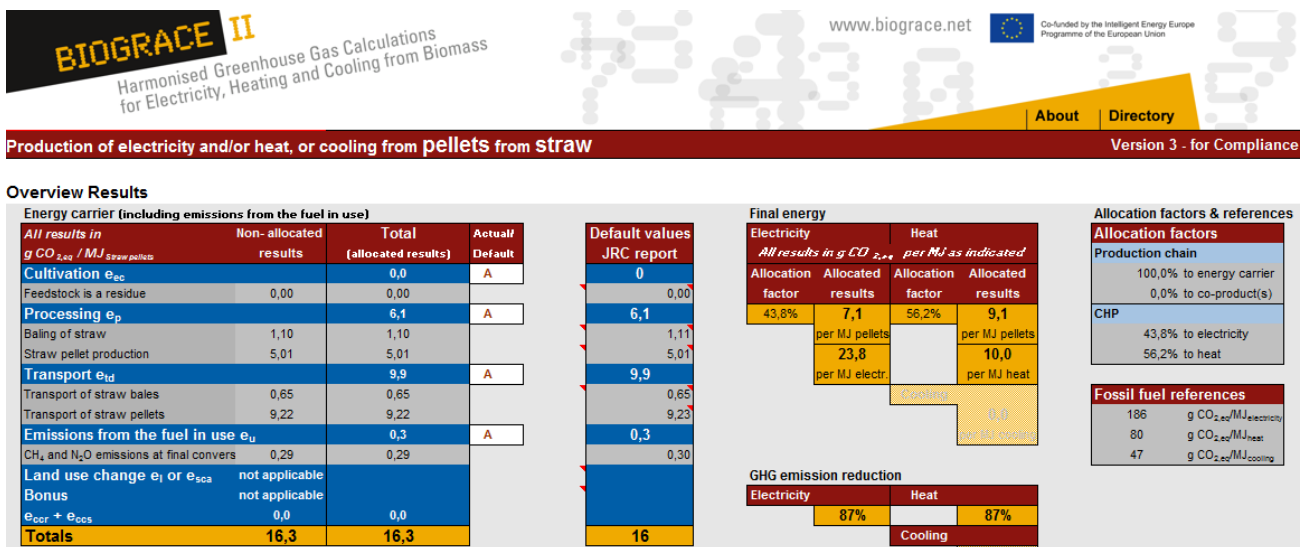 BIOGRACE II
Harmonised Greenhouse Gas Calculations
for Electricity, Heating and Cooling from Biomass
www.biograce.net
Co-funded by the Intelligent Energy Europe
Programme of the European Union
About Directory
Production of electricity and/or heat, or cooling from pellets from straw
Version 3 - for Compliance
Overview Results
Energy carrier (including emissions from the fuel in use)
All results in Non- allocated Total Actual/ Default values
g CO2,eq / MJStraw pellets results (allocated results) Default JRC report
Cultivation eec 0,0 A 0
Feedstock is a residue 0,00 0,00 0,00
Processing ep 6,1 A 6,1
Baling of straw 1,10 1,10 1,11
Straw pellet production 5,01 5,01 5,01
Transport etd 9,9 A 9,9
Transport of straw bales 0,65 0,65 0,65
Transport of straw pellets 9,22 9,22 9,23
Emissions from the fuel in use eu 0,3 A 0,3
CH4 and N2O emissions at final convers 0,29 0,29 0,30
Land use change el or esca not applicable
Bonus not applicable
eccr + eccs 0,0 0,0
Totals 16,3 16,3 16
Final energy
Electricity Heat
All results in g CO2,eq per MJ as indicated
Allocation Allocated Allocation Allocated
factor results factor results
43,8% 7,1 56,2% 9,1
per MJ pellets per MJ pellets
23,8 10,0
per MJ electr. per MJ heat
Cooling
0,0
per MJ cooling
GHG emission reduction
Electricity Heat
87% 87%
Cooling
Allocation factors & references
Allocation factors
Production chain
100,0% to energy carrier
0,0% to co-product(s)
CHP
43,8% to electricity
56,2% to heat
Fossil fuel references
186 g CO2,eq/MJelectricity
80 g CO2,eq/MJheat
47 g CO2,eq/MJcooling